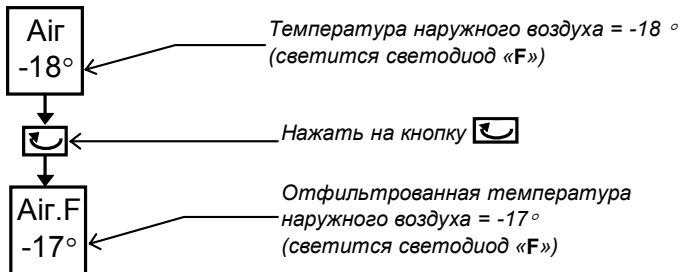 Air
-18°
Температура наружного воздуха = -18 °
(светится светодиод «F»)
Нажать на кнопку
Air.F
-17°
Отфильтрованная температура
наружного воздуха = -17°
(светится светодиод «F»)